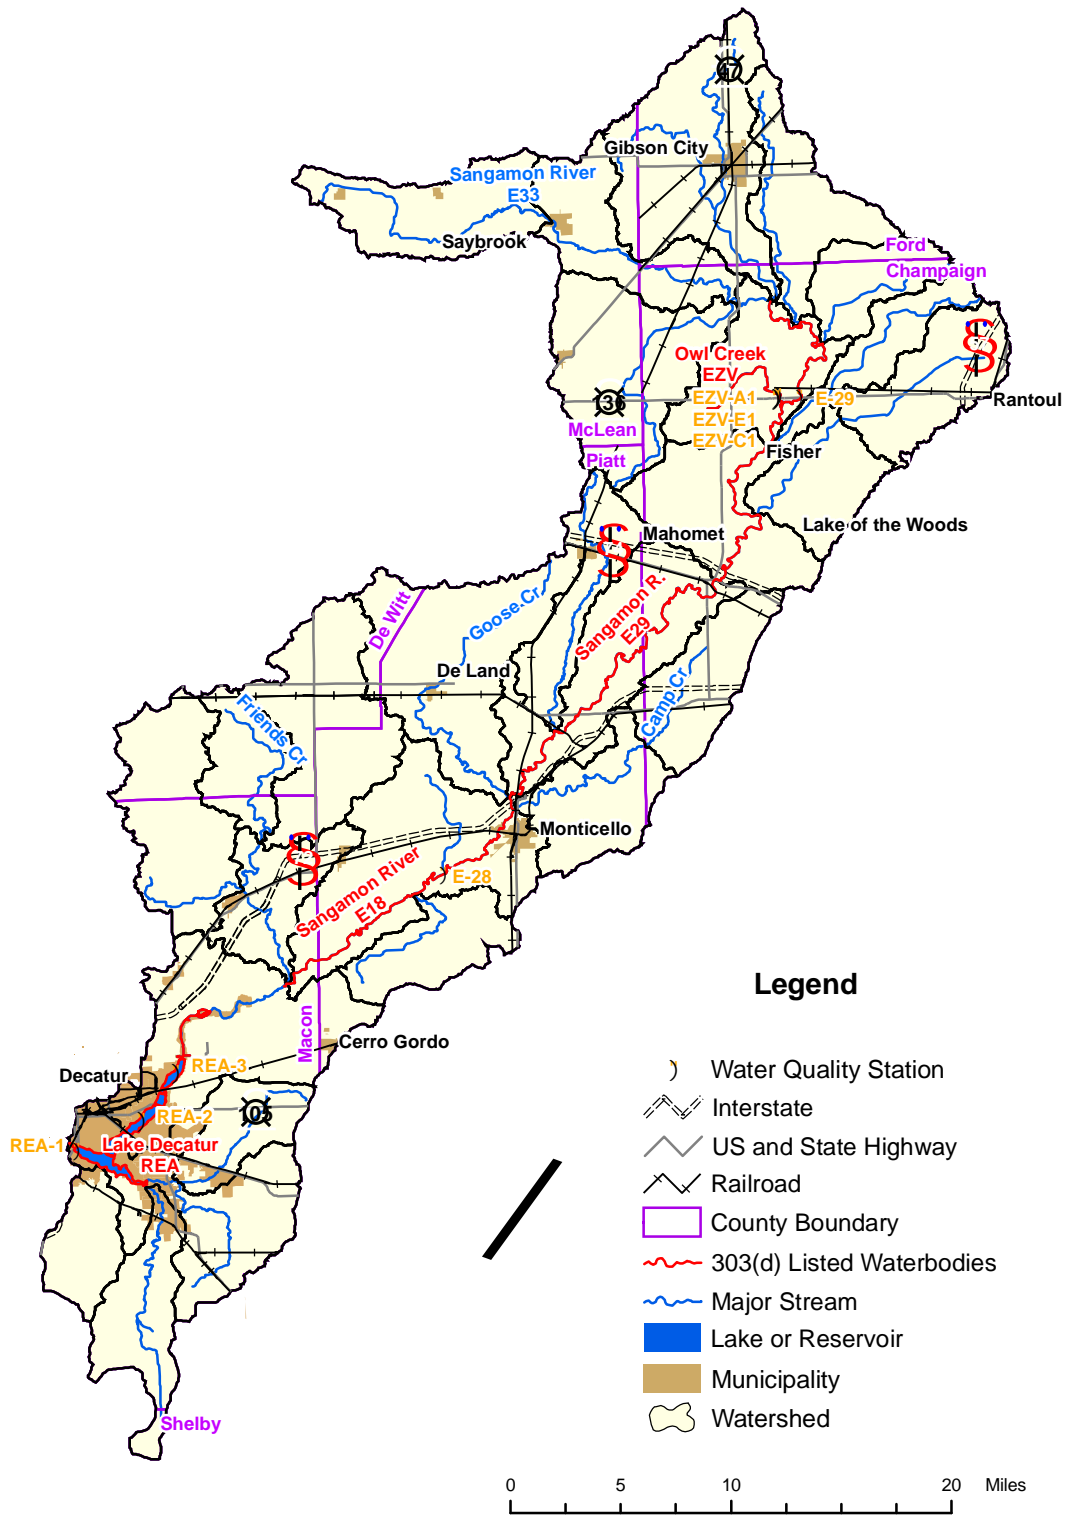 47
Gibson City
Sangamon River
E33
Saybrook
Ford
Champaign
Owl Creek
EZV
EZV-A1
E-29
EZV-E1
EZV-C1
Rantoul
136
McLean
Piatt
Fisher
Lake of the Woods
Mahomet
Sangamon R.
E29
De Witt
Goose Cr.
De Land
Camp Cr.
Friends Cr.
Monticello
E-28
Sangamon River
E18
Macon
Cerro Gordo
REA-3
Decatur
REA-2
105
REA-1
Lake Decatur
REA
Shelby
Legend
Water Quality Station
Interstate
US and State Highway
Railroad
County Boundary
303(d) Listed Waterbodies
Major Stream
Lake or Reservoir
Municipality
Watershed
0 5 10 20 Miles